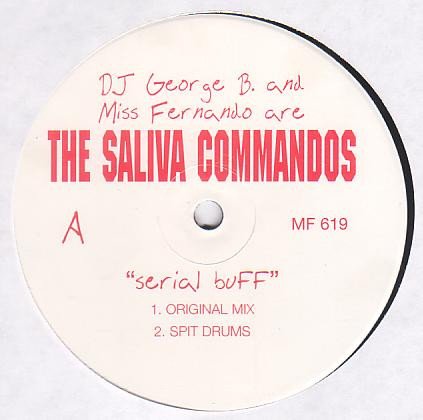 DJ George B. and
Miss Fernando are
THE SALIVA COMMANDOS
A
MF 619
"serial buFF"
1. ORIGINAL MIX
2. SPIT DRUMS